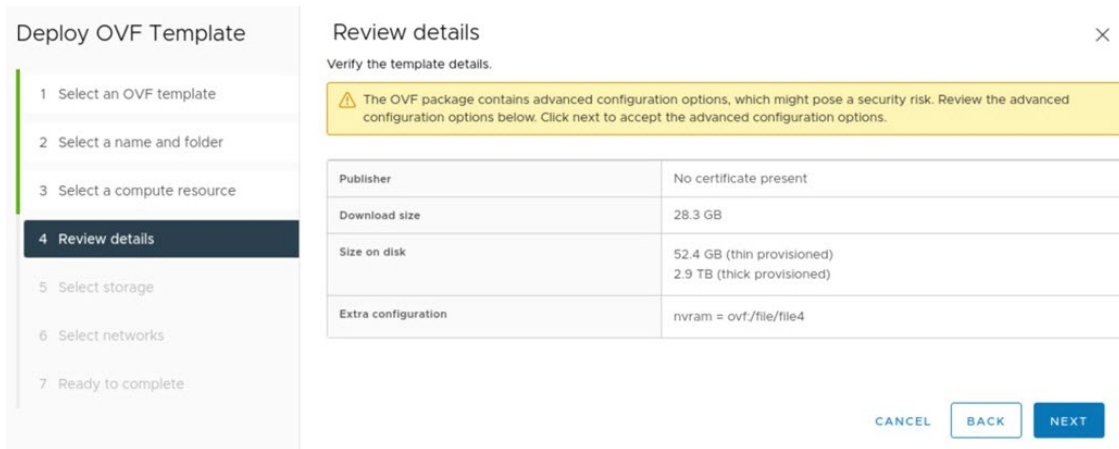 Deploy OVF Template
1 Select an OVF template
2 Select a name and folder
3 Select a compute resource
4 Review details
5 Select storage
6 Select networks
7 Ready to complete
Review details
Verify the template details.
The OVF package contains advanced configuration options, which might pose a security risk. Review the advanced
configuration options below. Click next to accept the advanced configuration options.
Publisher No certificate present
Download size 28.3 GB
Size on disk 52.4 GB (thin provisioned)
2.9 TB (thick provisioned)
Extra configuration nvram = ovf:/file/file4
CANCEL BACK NEXT